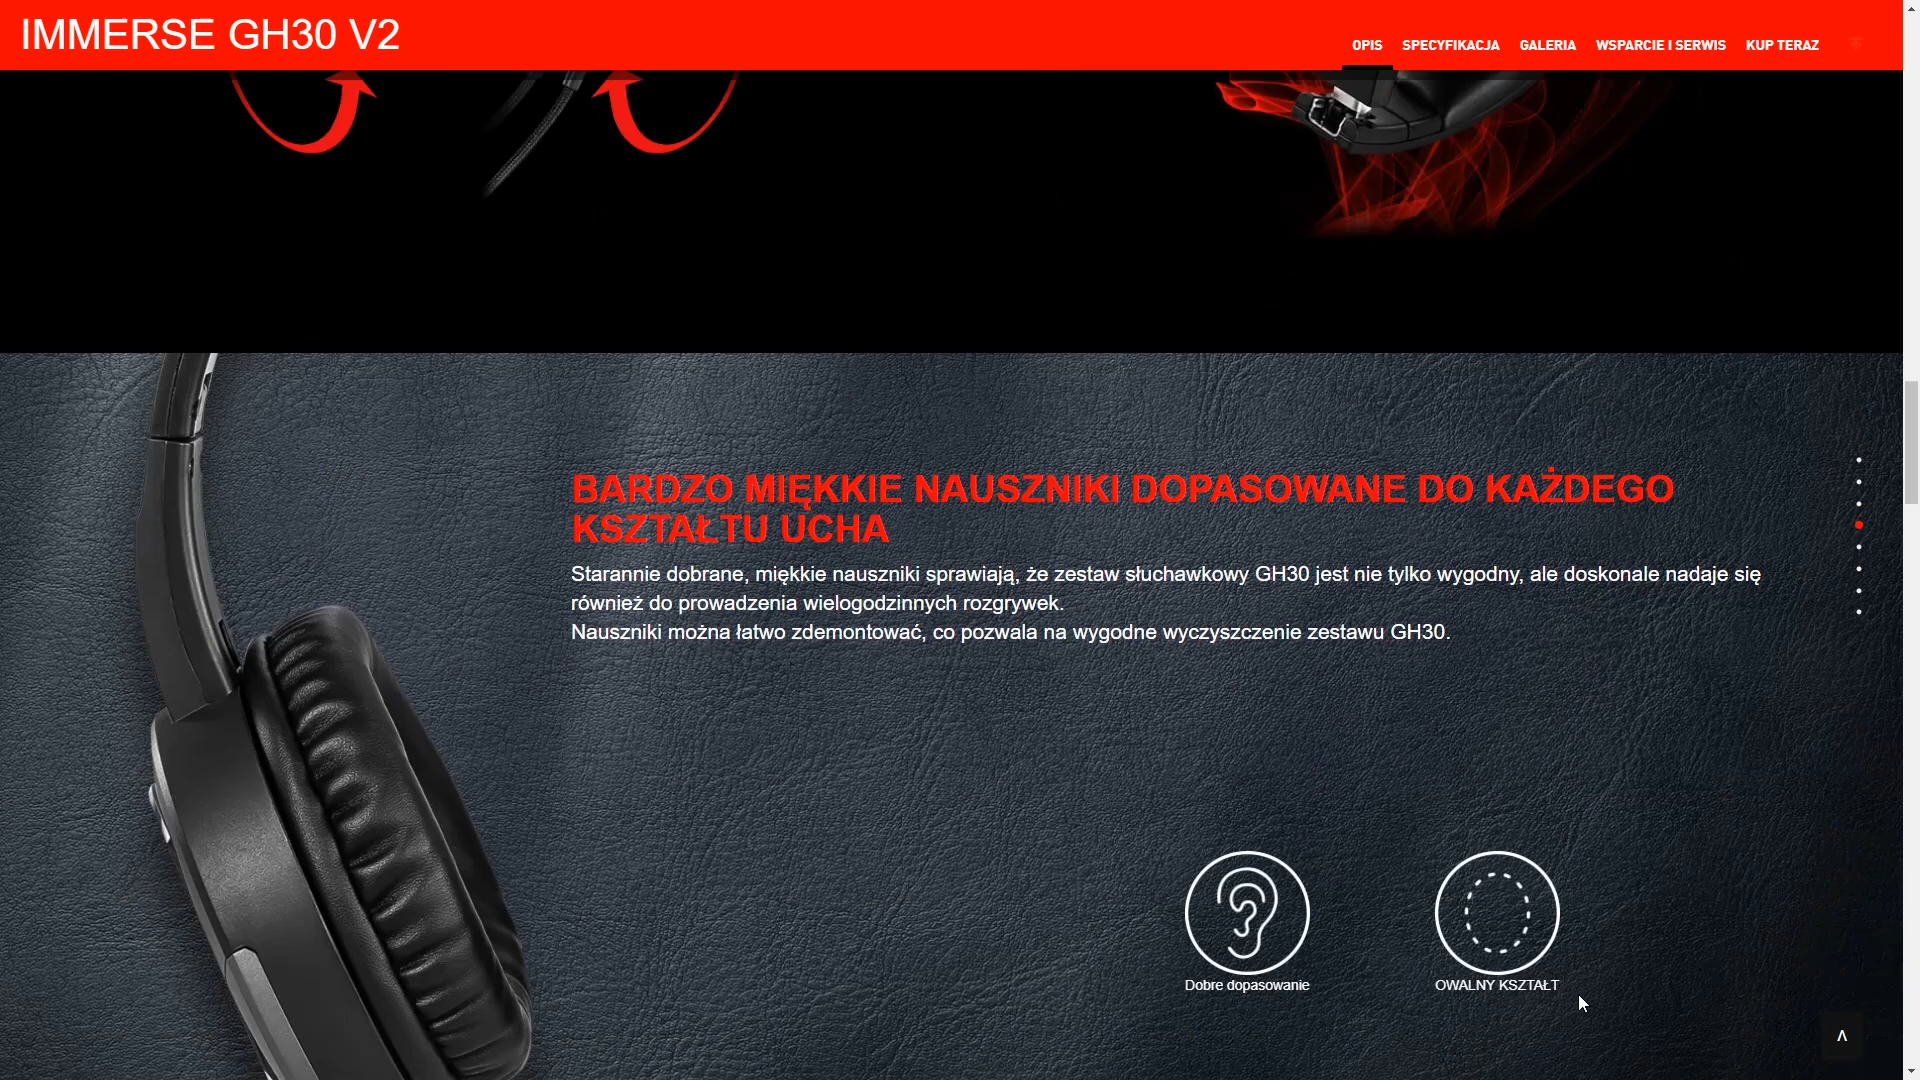 IMMERSE GH30 V2
OPIS SPECYFIKACJA GALERIA WSPARCIE I SERWIS KUP TERAZ
BARDZO MIĘKKIE NAUSZNIKI DOPASOWANE DO KAŻDEGO
KSZTAŁTU UCHA
Starannie dobrane, miękkie nauszniki sprawiają, że zestaw słuchawkowy GH30 jest nie tylko wygodny, ale doskonale nadaje się
również do prowadzenia wielogodzinnych rozgrywek.
Nauszniki można łatwo zdemontować, co pozwala na wygodne wyczyszczenie zestawu GH30.
Dobre dopasowanie
OWALNY KSZTAŁT